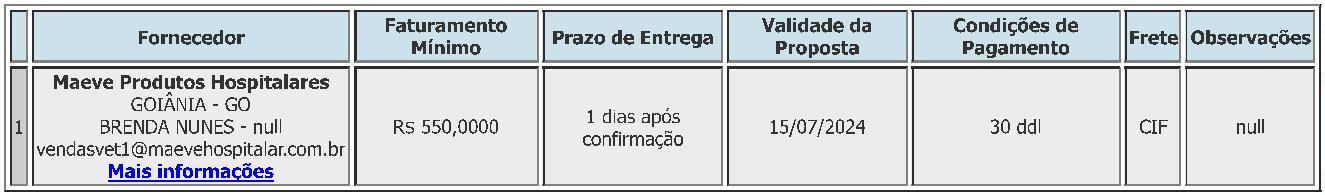 Fornecedor
Faturamento
Mínimo
Prazo de Entrega
Validade da
Proposta
Condições de
Pagamento
Frete
Observações
1
Maeve Produtos Hospitalares
GOIÂNIA - GO
BRENDA NUNES - null
vendasvet1@maevehospitalar.com.br
Mais informações
R$ 550,0000
1 dias após
confirmação
15/07/2024
30 ddl
CIF
null